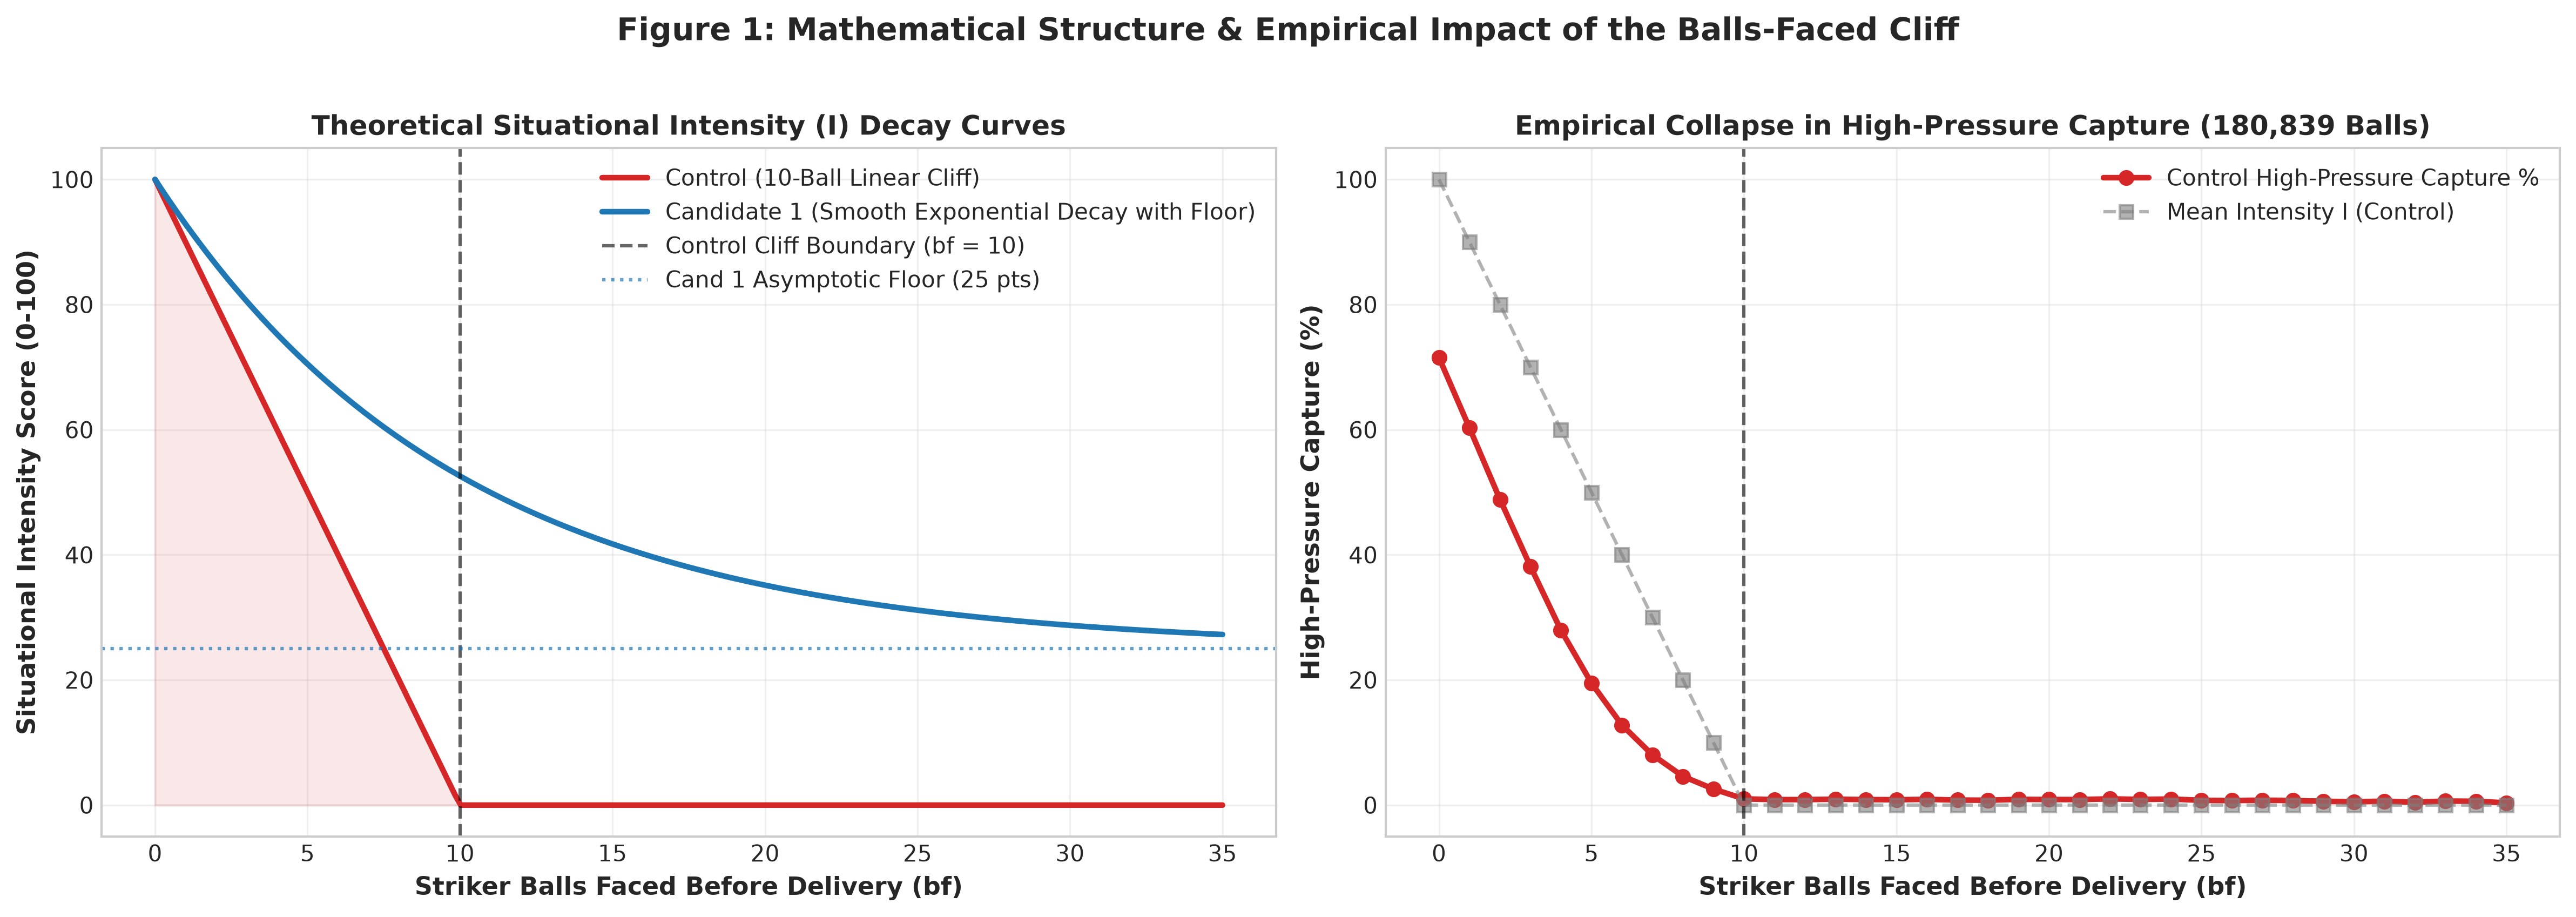 Figure 1: Mathematical Structure & Empirical Impact of the Balls-Faced Cliff
Theoretical Situational Intensity (I) Decay Curves
Situational Intensity Score (0-100)
100
80
60
40
20
0
Control (10-Ball Linear Cliff)
Candidate 1 (Smooth Exponential Decay with Floor)
Control Cliff Boundary (bf = 10)
Cand 1 Asymptotic Floor (25 pts)
0 5 10 15 20 25 30 35
Striker Balls Faced Before Delivery (bf)
Empirical Collapse in High-Pressure Capture (180,839 Balls)
High-Pressure Capture (%)
100
80
60
40
20
0
Control High-Pressure Capture %
Mean Intensity I (Control)
0 5 10 15 20 25 30 35
Striker Balls Faced Before Delivery (bf)